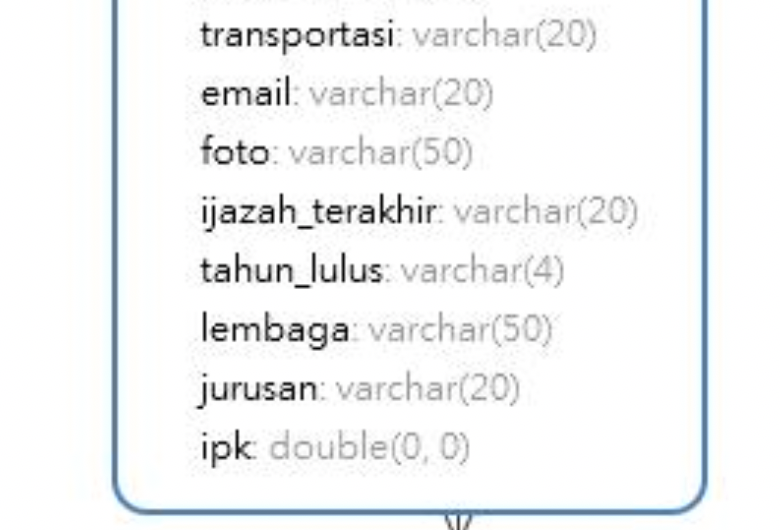 transportasi: varchar(20)
email: varchar(20)
foto: varchar(50)
ijazah_terakhir: varchar(20)
tahun_lulus: varchar(4)
lembaga: varchar(50)
jurusan: varchar(20)
ipk: double(0, 0)